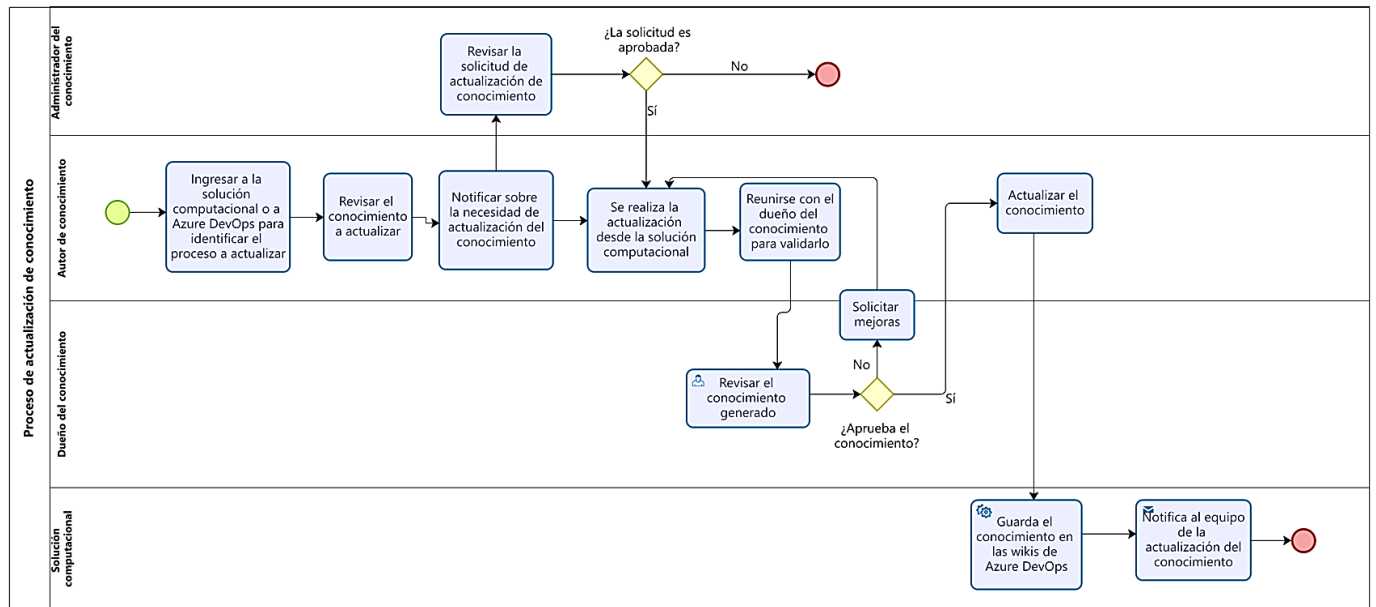 Proceso de actualización de conocimiento
Administrador del
conocimiento
Revisar la
solicitud de
actualización de
conocimiento
¿La solicitud es
aprobada?
No
Sí
Autor de conocimiento
Ingresar a la
solución
computacional o a
Azure DevOps para
identificar el
proceso a actualizar
Revisar el
conocimiento
a actualizar
Notificar sobre
la necesidad de
actualización del
conocimiento
Se realiza la
actualización
desde la solución
computacional
Reunirse con el
dueño del
conocimiento
para validarlo
Actualizar el
conocimiento
Dueño del conocimiento
Solicitar
mejoras
No
Revisar el
conocimiento
generado
Sí
¿Aprueba el
conocimiento?
Solución
computacional
Guarda el
conocimiento en
las wikis de
Azure DevOps
Notifica al equipo
de la
actualización del
conocimiento